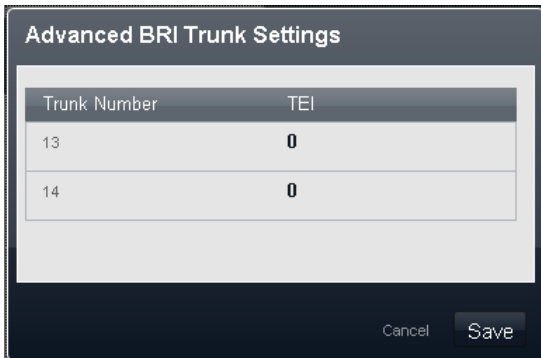 Advanced BRI Trunk Settings
Trunk Number TEI
13 0
14 0
Cancel Save